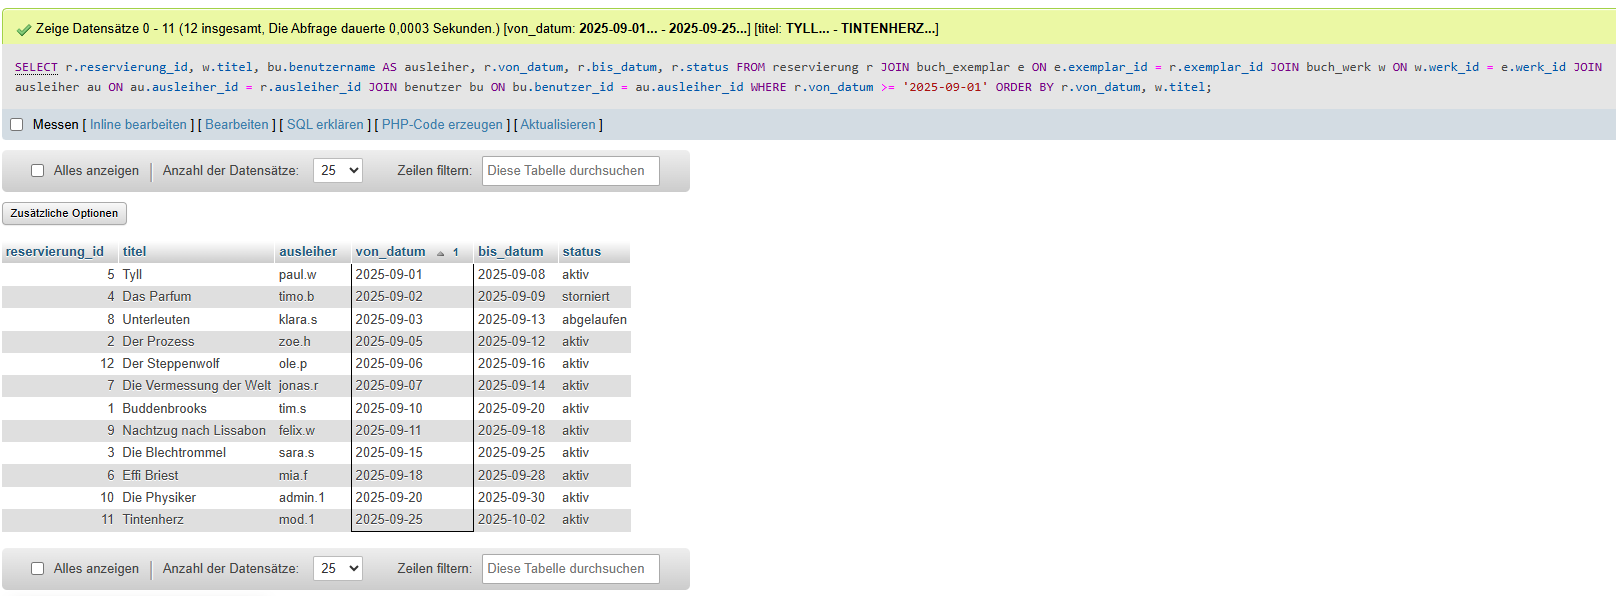 Zeige Datensätze 0 - 11 (12 insgesamt, Die Abfrage dauerte 0,0003 Sekunden.) [von_datum: 2025-09-01... - 2025-09-25...] [titel: TYLL... - TINTENHERZ...]
SELECT r.reservierung_id, w.titel, bu.benutzername AS ausleiher, r.von_datum, r.bis_datum, r.status FROM reservierung r JOIN buch_exemplar e ON e.exemplar_id = r.exemplar_id JOIN buch_werk w ON w.werk_id = e.werk_id JOIN
ausleiher au ON au.ausleiher_id = r.ausleiher_id JOIN benutzer bu ON bu.benutzer_id = au.ausleiher_id WHERE r.von_datum >= '2025-09-01' ORDER BY r.von_datum, w.titel;
Messen [ Inline bearbeiten ] [ Bearbeiten ] [ SQL erklären ] [ PHP-Code erzeugen ] [ Aktualisieren ]
Alles anzeigen | Anzahl der Datensätze: 25 Zeilen filtern: Diese Tabelle durchsuchen
Zusätzliche Optionen
reservierung_id titel ausleiher von_datum 1 bis_datum status
5 Tyll paul.w 2025-09-01 2025-09-08 aktiv
4 Das Parfum timo.b 2025-09-02 2025-09-09 storniert
8 Unterleuten klara.s 2025-09-03 2025-09-13 abgelaufen
2 Der Prozess zoe.h 2025-09-05 2025-09-12 aktiv
12 Der Steppenwolf ole.p 2025-09-06 2025-09-16 aktiv
7 Die Vermessung der Welt jonas.r 2025-09-07 2025-09-14 aktiv
1 Buddenbrooks tim.s 2025-09-10 2025-09-20 aktiv
9 Nachtzug nach Lissabon felix.w 2025-09-11 2025-09-18 aktiv
3 Die Blechtrommel sara.s 2025-09-15 2025-09-25 aktiv
6 Effi Briest mia.f 2025-09-18 2025-09-28 aktiv
10 Die Physiker admin.1 2025-09-20 2025-09-30 aktiv
11 Tintenherz mod.1 2025-09-25 2025-10-02 aktiv
Alles anzeigen | Anzahl der Datensätze: 25 Zeilen filtern: Diese Tabelle durchsuchen